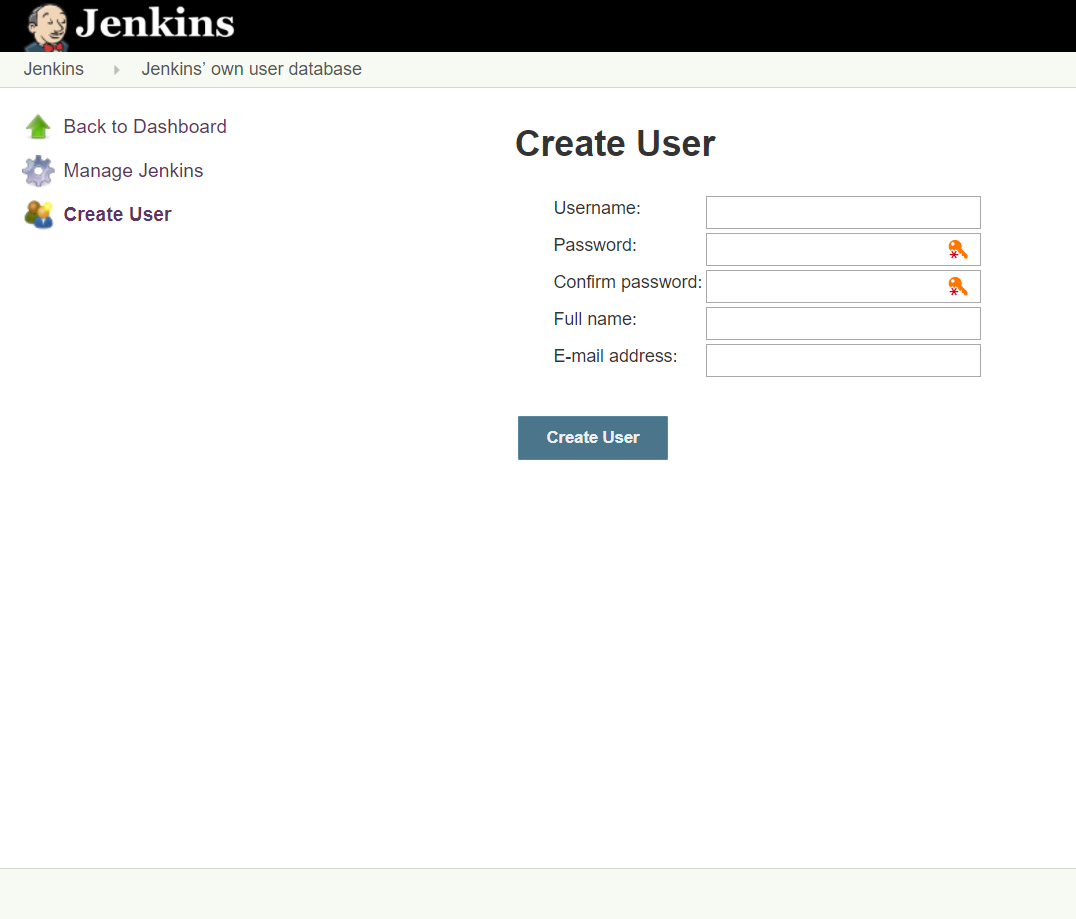 Jenkins
Jenkins Jenkins’ own user database
Back to Dashboard
Manage Jenkins
Create User
Create User
Username:
Password:
Confirm password:
Full name:
E-mail address:
Create User